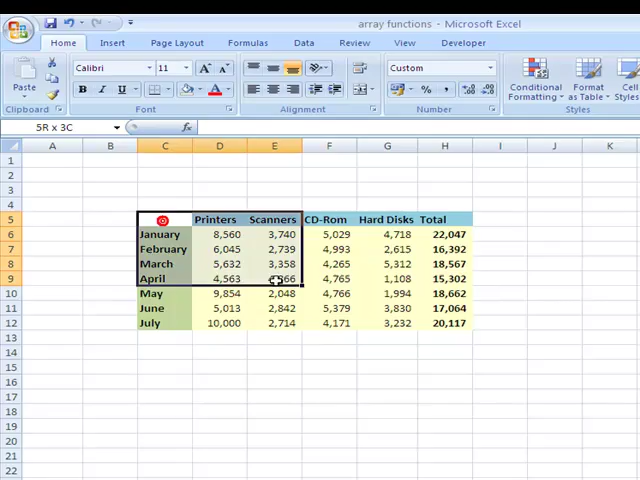 array functions - Microsoft Excel
Home Insert Page Layout Formulas Data Review View Developer
Calibri 11 A A Custom
Paste B I U A $ % , Conditional Formatting Format as Table Cell Styles
Clipboard Font Alignment Number Styles
5R x 3C fx
A B C D E F G H I J K
1
2
3
4
5 Printers Scanners CD-Rom Hard Disks Total
6 January 8,560 3,740 5,029 4,718 22,047
7 February 6,045 2,739 4,993 2,615 16,392
8 March 5,632 3,358 4,265 5,312 18,567
9 April 4,563 4,765 1,108 15,302
10 May 9,854 2,048 4,766 1,994 18,662
11 June 5,013 2,842 5,379 3,830 17,064
12 July 10,000 2,714 4,171 3,232 20,117
13
14
15
16
17
18
19
20
21
22